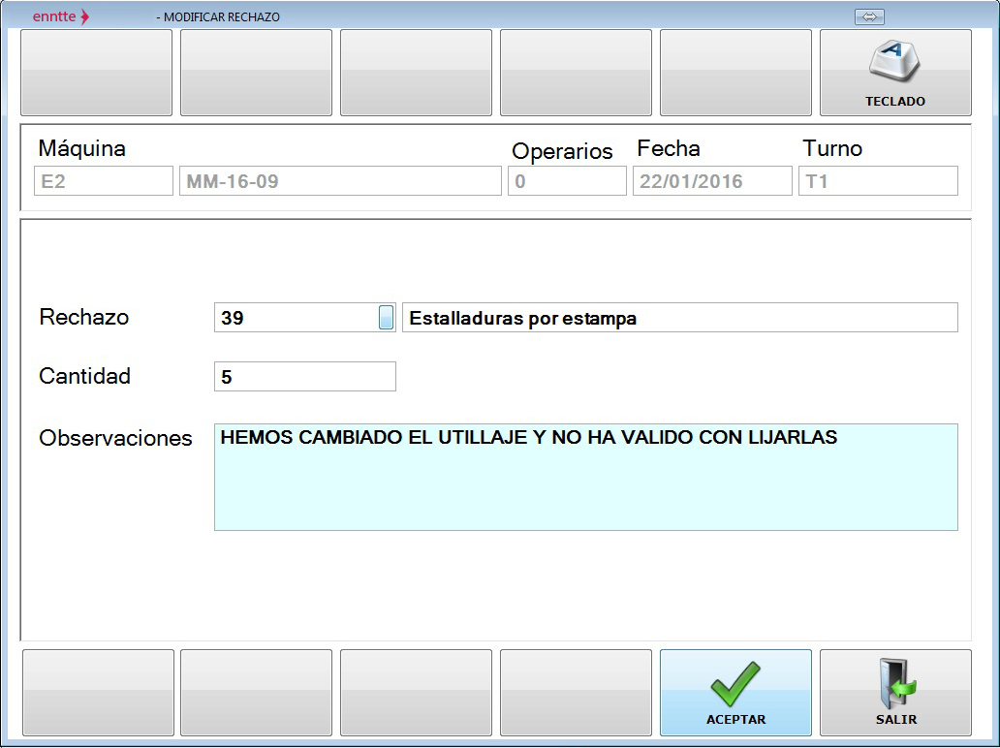 enntte - MODIFICAR RECHAZO
TECLADO
Máquina Operarios Fecha Turno
E2 MM-16-09 0 22/01/2016 T1
Rechazo 39 Estalladuras por estampa
Cantidad 5
Observaciones HEMOS CAMBIADO EL UTILLAJE Y NO HA VALIDO CON LIJARLAS
ACEPTAR SALIR